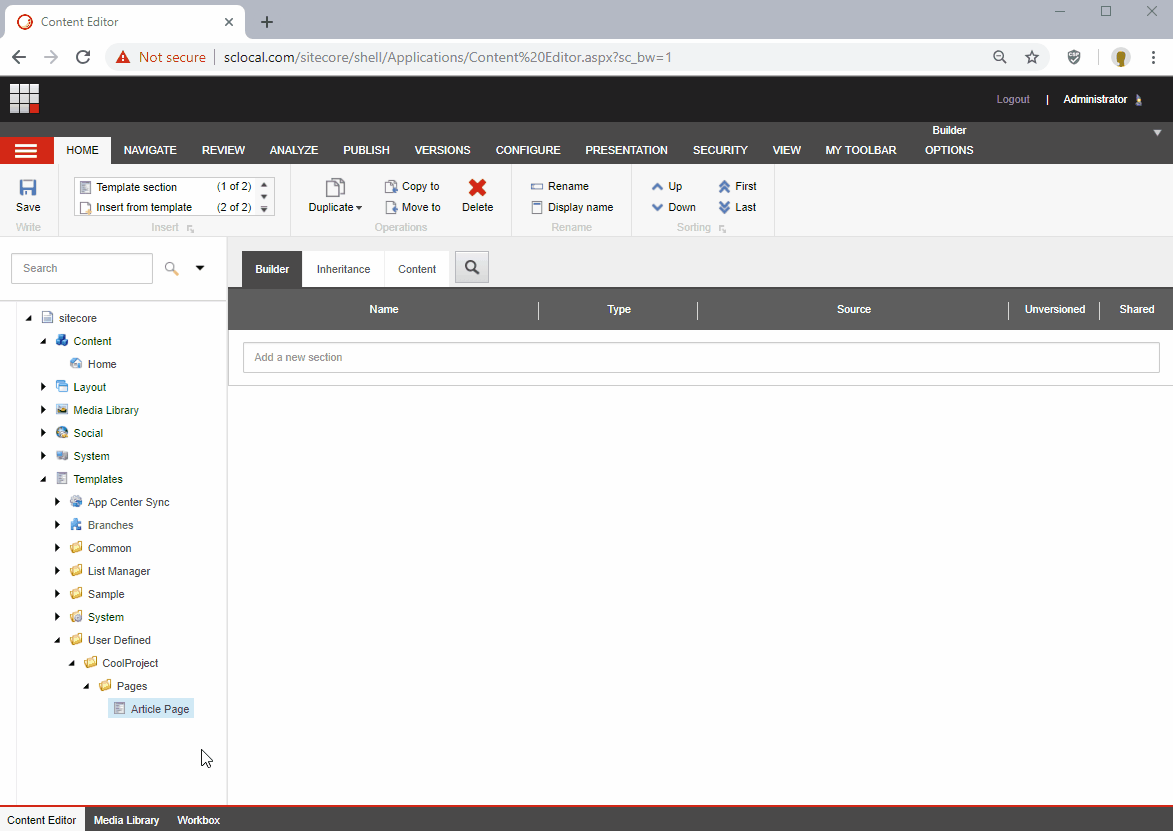 Content Editor
Not secure | sclocal.com/sitecore/shell/Applications/Content%20Editor.aspx?sc_bw=1
Logout | Administrator
Builder
HOME NAVIGATE REVIEW ANALYZE PUBLISH VERSIONS CONFIGURE PRESENTATION SECURITY VIEW MY TOOLBAR OPTIONS
Template section (1 of 2) Copy to Rename Up First
Save Insert from template (2 of 2) Duplicate Move to Delete Display name Down Last
Write Insert Operations Rename Sorting
Search
Builder Inheritance Content
Name Type Source Unversioned Shared
Add a new section
sitecore
Content
Home
Layout
Media Library
Social
System
Templates
App Center Sync
Branches
Common
List Manager
Sample
System
User Defined
CoolProject
Pages
Article Page
Content Editor Media Library Workbox